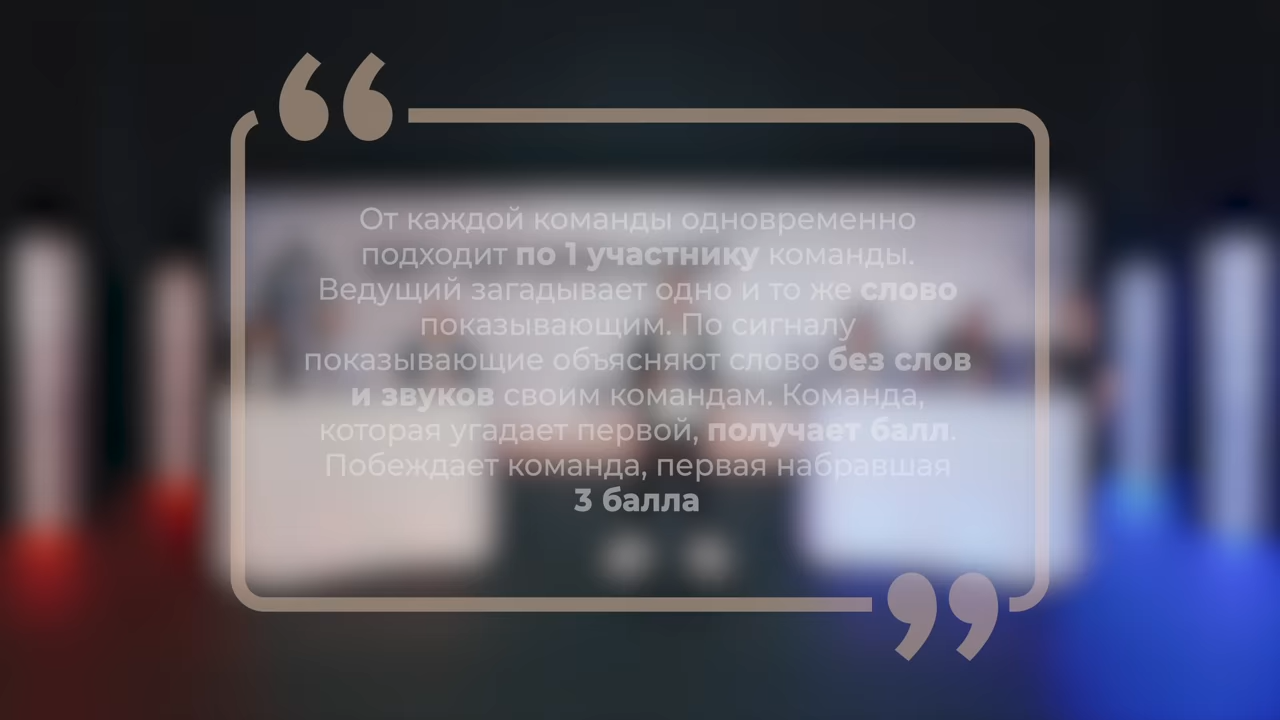 От каждой команды одновременно
подходит по 1 участнику команды.
Ведущий загадывает одно и то же слово
показывающим. По сигналу
показывающие объясняют слово без слов
и звуков своим командам. Команда,
которая угадает первой, получает балл.
Побеждает команда, первая набравшая
3 балла